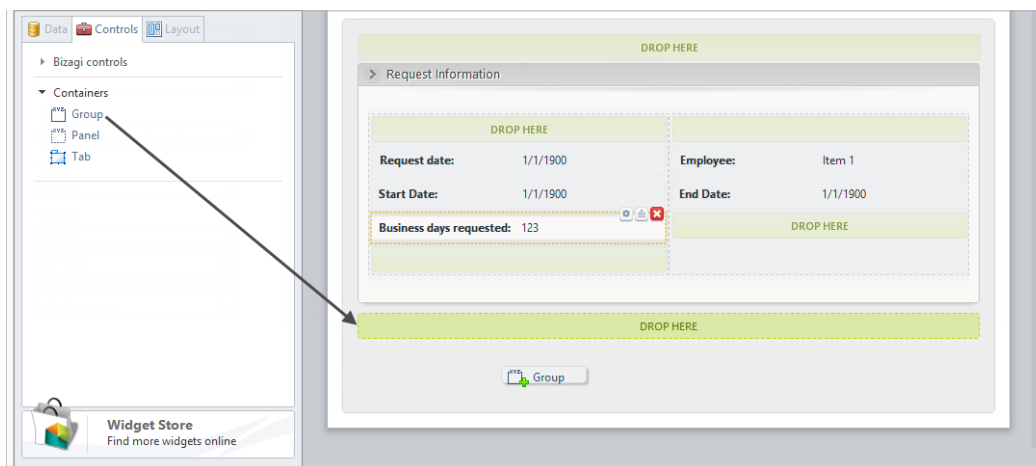 Data Controls Layout
Bizagi controls
Containers
Group
Panel
Tab
Widget Store
Find more widgets online
DROP HERE
Request Information
DROP HERE
Request date: 1/1/1900 Employee: Item 1
Start Date: 1/1/1900 End Date: 1/1/1900
Business days requested: 123 DROP HERE
DROP HERE
Group